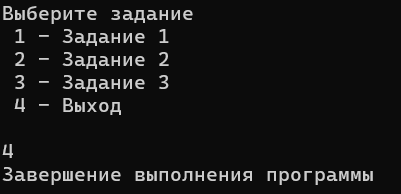 Выберите задание
1 – Задание 1
2 – Задание 2
3 – Задание 3
4 – Выход
4
Завершение выполнения программы